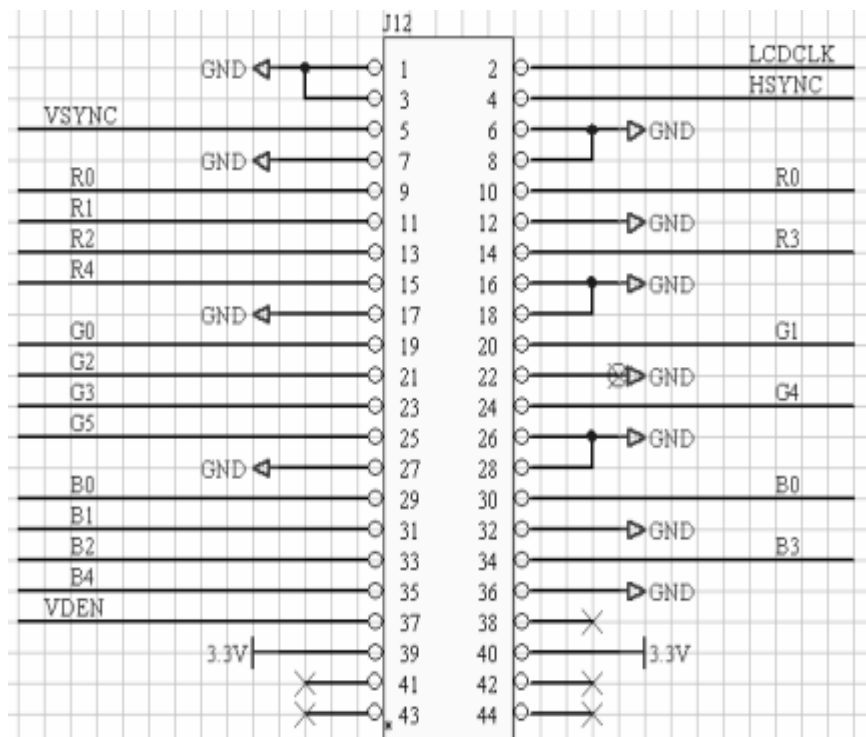 J12
GND 1 2 LCDCLK
3 4 HSYNC
VSYNC 5 6 GND
GND 7 8
R0 9 10 R0
R1 11 12 GND
R2 13 14 R3
R4 15 16 GND
GND 17 18
G0 19 20 G1
G2 21 22 GND
G3 23 24 G4
G5 25 26 GND
GND 27 28
B0 29 30 B0
B1 31 32 GND
B2 33 34 B3
B4 35 36 GND
VDEN 37 38
3.3V 39 40 3.3V
41 42
43 44